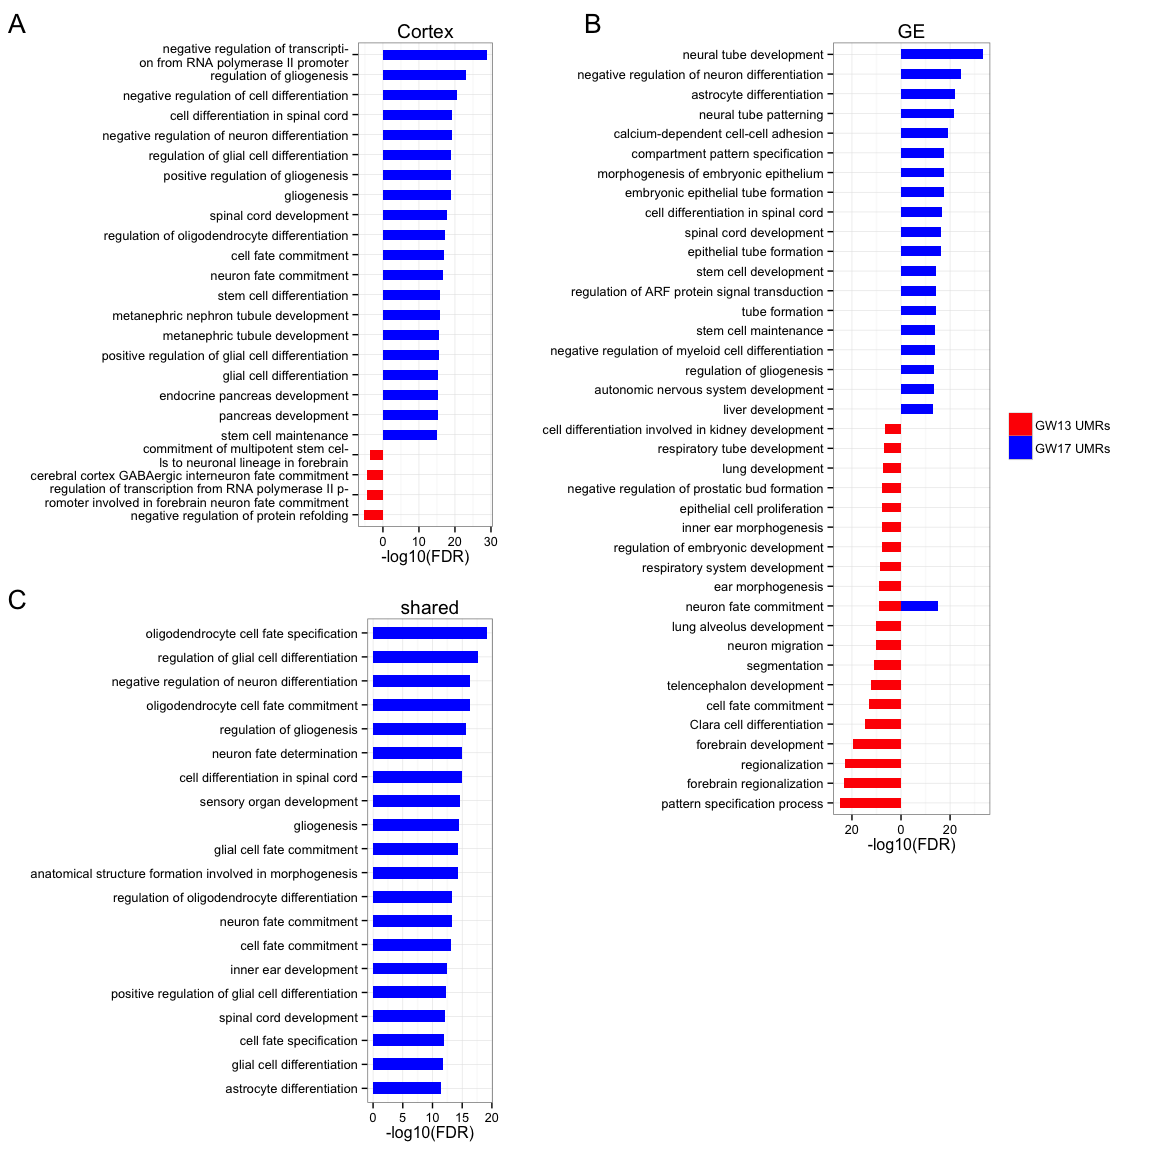 A
Cortex
negative regulation of transcripti-
on from RNA polymerase II promoter
regulation of gliogenesis
negative regulation of cell differentiation
cell differentiation in spinal cord
negative regulation of neuron differentiation
regulation of glial cell differentiation
positive regulation of gliogenesis
gliogenesis
spinal cord development
regulation of oligodendrocyte differentiation
cell fate commitment
neuron fate commitment
stem cell differentiation
metanephric nephron tubule development
metanephric tubule development
positive regulation of glial cell differentiation
glial cell differentiation
endocrine pancreas development
pancreas development
stem cell maintenance
commitment of multipotent stem cel-
ls to neuronal lineage in forebrain
cerebral cortex GABAergic interneuron fate commitment
regulation of transcription from RNA polymerase II p-
romoter involved in forebrain neuron fate commitment
negative regulation of protein refolding
0 10 20 30
-log10(FDR)
B
GE
neural tube development
negative regulation of neuron differentiation
astrocyte differentiation
neural tube patterning
calcium-dependent cell-cell adhesion
compartment pattern specification
morphogenesis of embryonic epithelium
embryonic epithelial tube formation
cell differentiation in spinal cord
spinal cord development
epithelial tube formation
stem cell development
regulation of ARF protein signal transduction
tube formation
stem cell maintenance
negative regulation of myeloid cell differentiation
regulation of gliogenesis
autonomic nervous system development
liver development
cell differentiation involved in kidney development
respiratory tube development
lung development
negative regulation of prostatic bud formation
epithelial cell proliferation
inner ear morphogenesis
regulation of embryonic development
respiratory system development
ear morphogenesis
neuron fate commitment
lung alveolus development
neuron migration
segmentation
telencephalon development
cell fate commitment
Clara cell differentiation
forebrain development
regionalization
forebrain regionalization
pattern specification process
20 0 20
-log10(FDR)
GW13 UMRs
GW17 UMRs
C
shared
oligodendrocyte cell fate specification
regulation of glial cell differentiation
negative regulation of neuron differentiation
oligodendrocyte cell fate commitment
regulation of gliogenesis
neuron fate determination
cell differentiation in spinal cord
sensory organ development
gliogenesis
glial cell fate commitment
anatomical structure formation involved in morphogenesis
regulation of oligodendrocyte differentiation
neuron fate commitment
cell fate commitment
inner ear development
positive regulation of glial cell differentiation
spinal cord development
cell fate specification
glial cell differentiation
astrocyte differentiation
0 5 10 15 20
-log10(FDR)